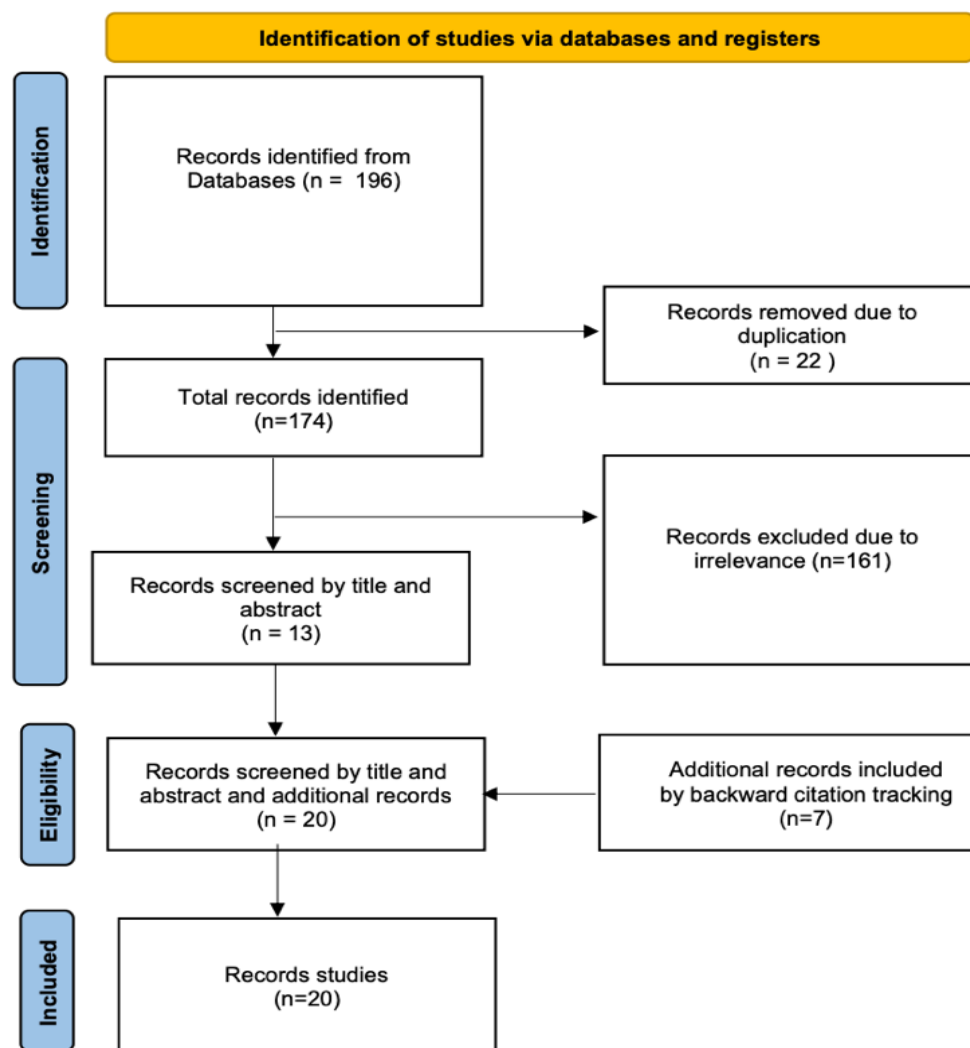 Identification of studies via databases and registers
Identification
Records identified from
Databases (n = 196)
Records removed due to
duplication
(n = 22 )
Screening
Total records identified
(n=174)
Records excluded due to
irrelevance (n=161)
Records screened by title and
abstract
(n = 13)
Eligibility
Records screened by title and
abstract and additional records
(n = 20)
Additional records included
by backward citation tracking
(n=7)
Included
Records studies
(n=20)